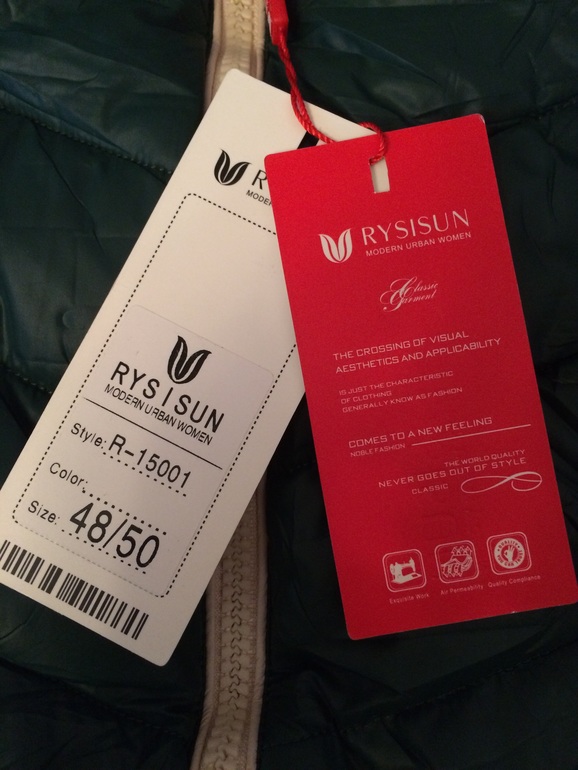 R
MODER
RYSISUN
MODERN URBAN WOMEN
Style: R-15001
Color:
Size: 48/50
RYSISUN
MODERN URBAN WOMEN
Classic
Garment
THE CROSSING OF VISUAL
AESTHETICS AND APPLICABILITY
IS JUST THE CHARACTERISTIC
OF CLOTHING
GENERALLY KNOW AS FASHION
COMES TO A NEW FEELING
NOBLE FASHION
THE WORLD QUALITY
NEVER GOES OUT OF STYLE
CLASSIC
Exquisite Work
Air Permeability
Quality Compliance